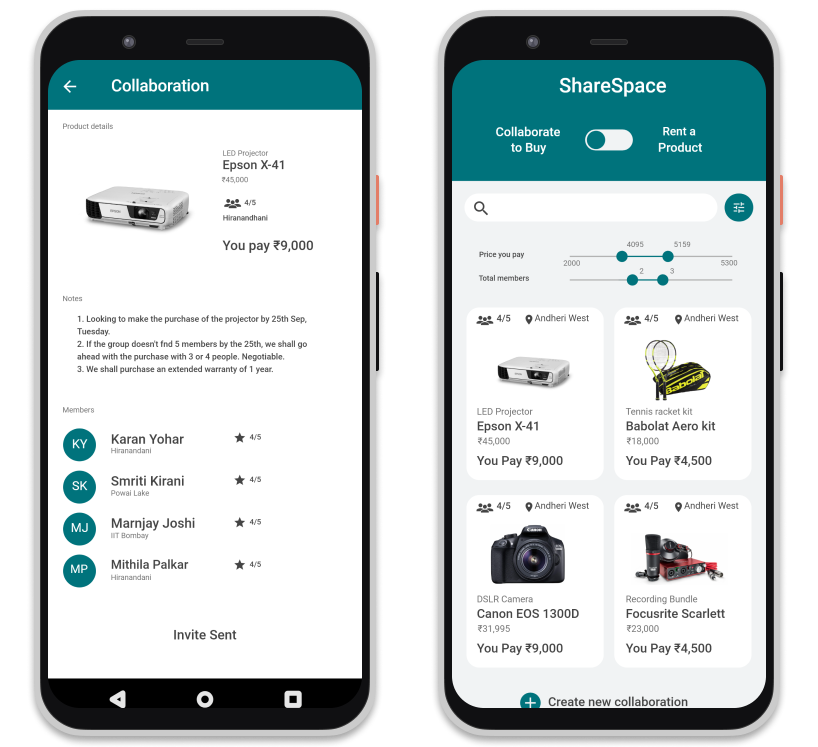 Collaboration
Product details
LED Projector
Epson X-41
₹45,000
4/5
Hiranandhani
You pay ₹9,000
Notes
1. Looking to make the purchase of the projector by 25th Sep,
Tuesday.
2. If the group doesn't fnd 5 members by the 25th, we shall go
ahead with the purchase with 3 or 4 people. Negotiable.
3. We shall purchase an extended warranty of 1 year.
Members
KY
Karan Yohar
Hiranandani
4/5
SK
Smriti Kirani
Powai Lake
4/5
MJ
Marnjay Joshi
IIT Bombay
4/5
MP
Mithila Palkar
Hiranandani
4/5
Invite Sent
ShareSpace
Collaborate
to Buy
Rent a
Product
Price you pay
4095
5159
2000
5300
Total members
2
3
4/5
Andheri West
LED Projector
Epson X-41
₹45,000
You Pay ₹9,000
4/5
Andheri West
Babolat
Tennis racket kit
Babolat Aero kit
₹18,000
You Pay ₹4,500
4/5
Andheri West
Canon
DSLR Camera
Canon EOS 1300D
₹31,995
You Pay ₹9,000
4/5
Andheri West
Recording Bundle
Focusrite Scarlett
₹23,000
You Pay ₹4,500
Create new collaboration